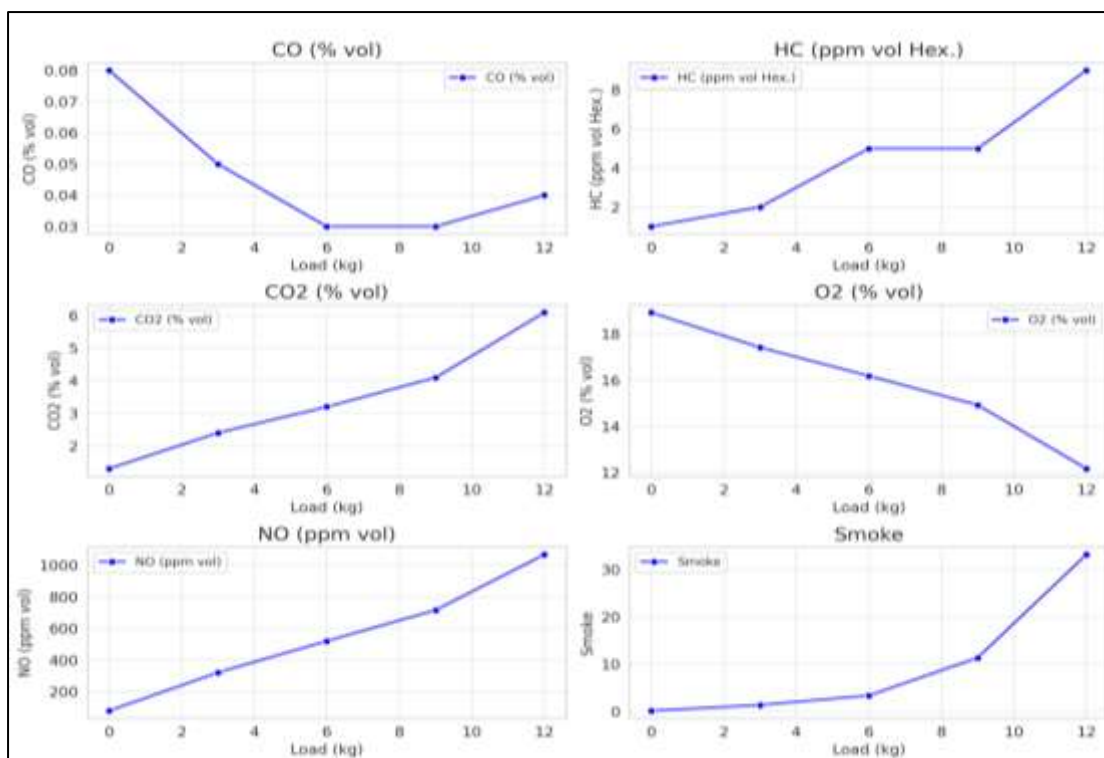 CO (% vol)
CO (% vol)
CO (% vol)
0.08
0.07
0.06
0.05
0.04
0.03
0 2 4 6 8 10 12
Load (kg)
HC (ppm vol Hex.)
HC (ppm vol Hex.)
HC (ppm vol Hex.)
8
6
4
2
0 2 4 6 8 10 12
Load (kg)
CO2 (% vol)
CO2 (% vol)
CO2 (% vol)
6
5
4
3
2
0 2 4 6 8 10 12
Load (kg)
O2 (% vol)
O2 (% vol)
O2 (% vol)
18
16
14
12
0 2 4 6 8 10 12
Load (kg)
NO (ppm vol)
NO (ppm vol)
NO (ppm vol)
1000
800
600
400
200
0 2 4 6 8 10 12
Load (kg)
Smoke
Smoke
Smoke
30
20
10
0
0 2 4 6 8 10 12
Load (kg)